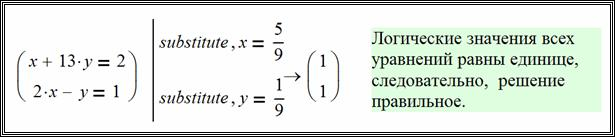 x + 13·y = 2
2·x − y = 1
substitute, x = 5/9
substitute, y = 1/9
→
1
1
Логические значения всех
уравнений равны единице,
следовательно, решение
правильное.